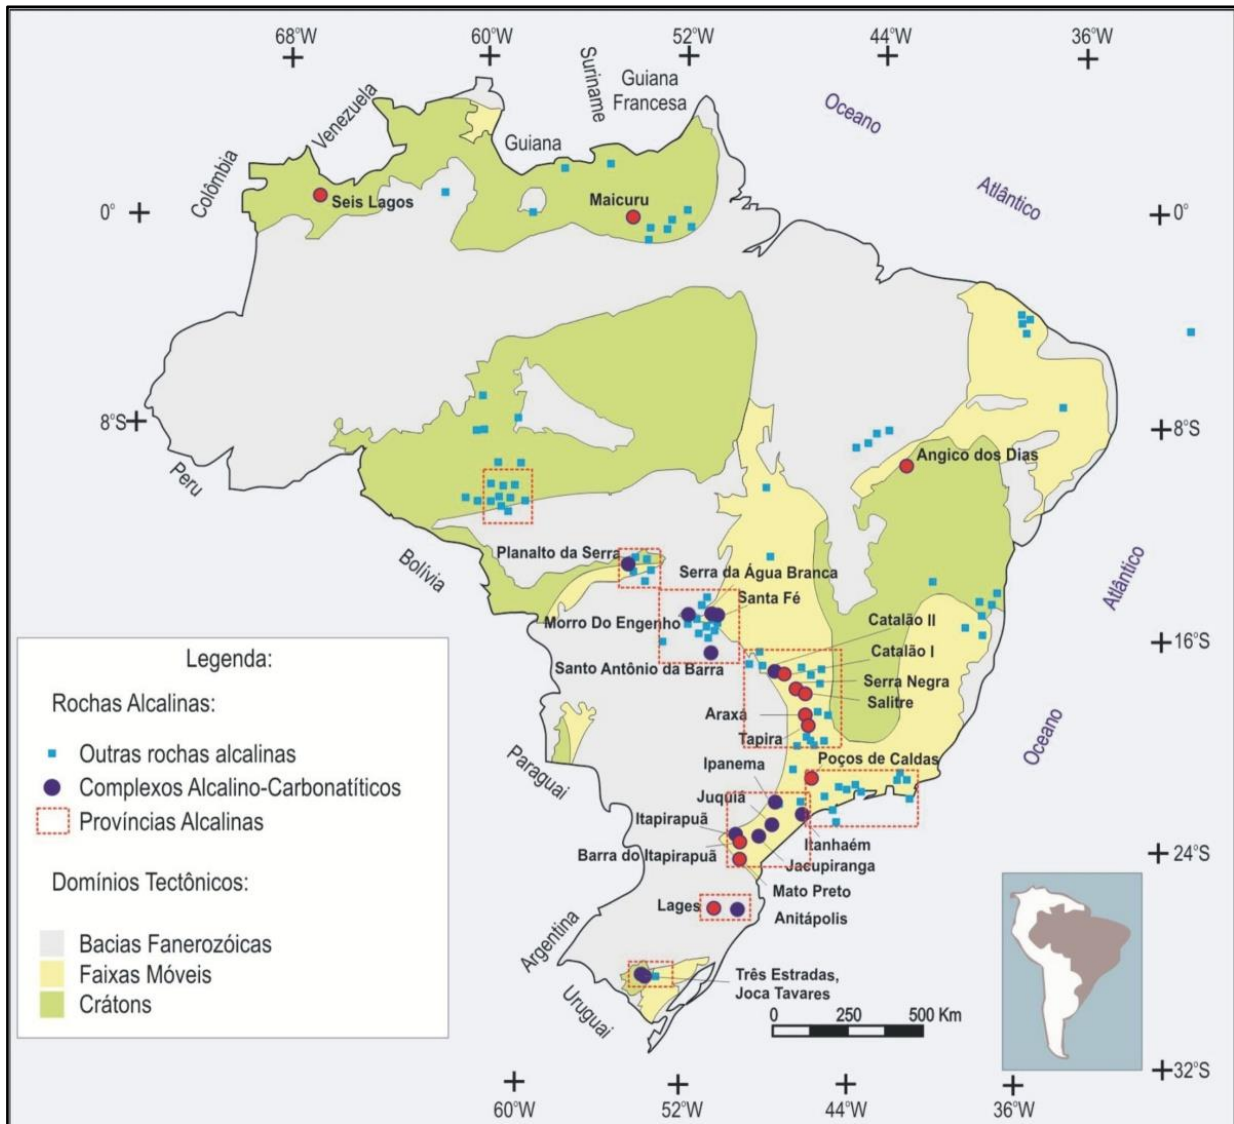 68°W
60°W
52°W
44°W
36°W
Suriname
Guiana
Francesa
Oceano
Venezuela
Guiana
Colômbia
Seis Lagos
Maicuru
Atlântico
0°
0°
8°S
8°S
Peru
Angico dos Dias
Bolívia
Planalto da Serra
Serra da Água Branca
Santa Fé
Atlântico
Morro Do Engenho
Catalão II
16°S
Santo Antônio da Barra
Catalão I
Serra Negra
Salitre
Araxá
Tapira
Oceano
Paraguai
Poços de Caldas
Ipanema
Juquiá
Itapirapuã
Itanhaém
Barra do Itapirapuã
Jacupiranga
24°S
Mato Preto
Lages
Anitápolis
Argentina
Três Estradas,
Joca Tavares
Uruguai
0 250 500 Km
32°S
60°W
52°W
44°W
36°W
Legenda:
Rochas Alcalinas:
Outras rochas alcalinas
Complexos Alcalino-Carbonatíticos
Províncias Alcalinas
Domínios Tectônicos:
Bacias Fanerozóicas
Faixas Móveis
Crátons